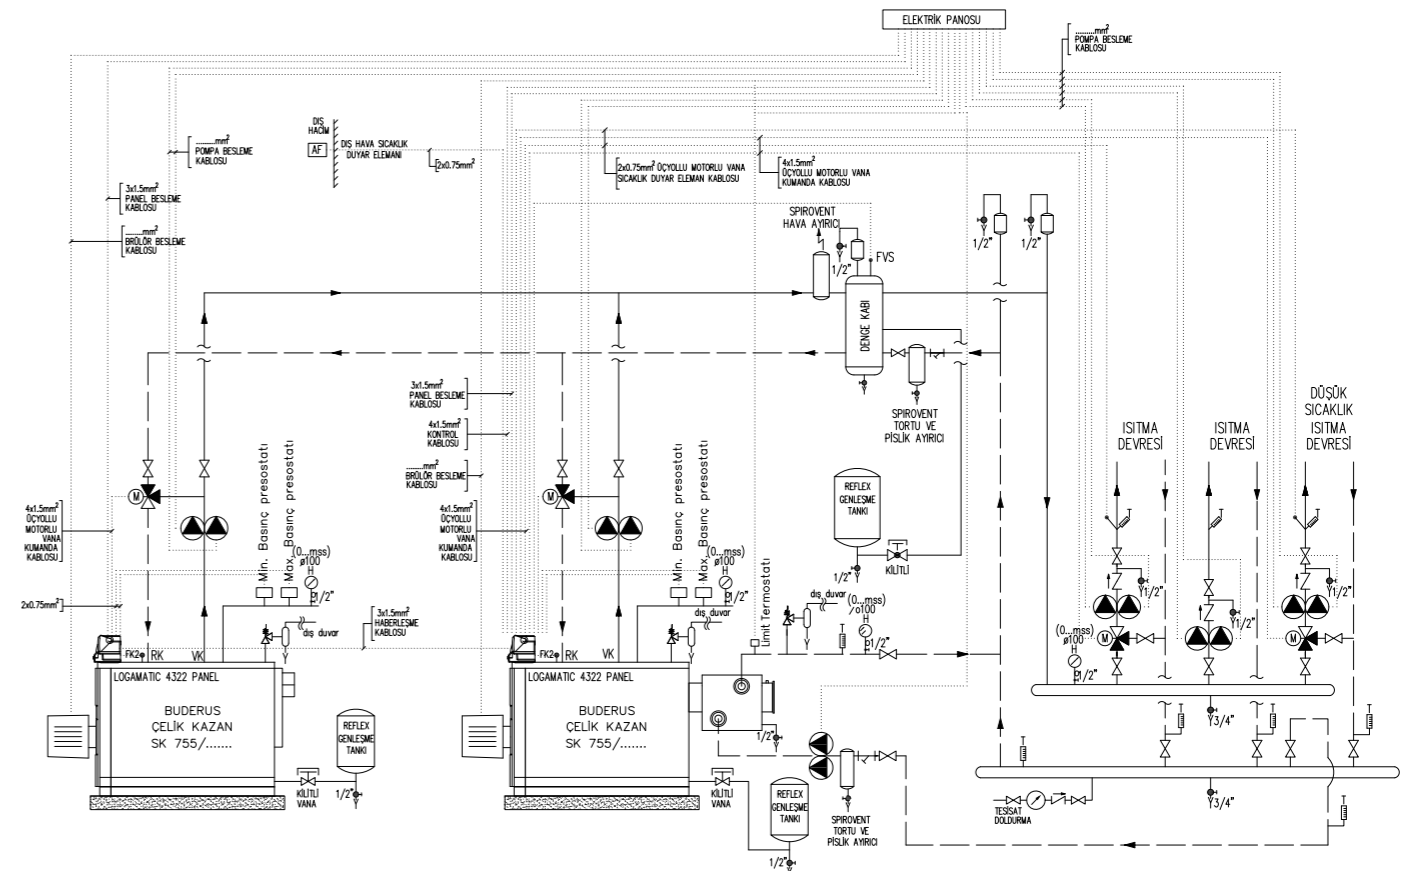 ELEKTRİK PANOSU
.........mm²
POMPA BESLEME
KABLOSU
DIŞ
HACİM
AF
DIŞ HAVA SICAKLIK
DUYAR ELEMANI
2x0.75mm²
.........mm²
POMPA BESLEME
KABLOSU
2x0.75mm² ÜÇYOLLU MOTORLU VANA
SICAKLIK DUYAR ELEMAN KABLOSU
4x1.5mm²
ÜÇYOLLU MOTORLU VANA
KUMANDA KABLOSU
3x1.5mm²
PANEL BESLEME
KABLOSU
.........mm²
BRÜLÖR BESLEME
KABLOSU
SPIROVENT
HAVA AYIRICI
1/2"
1/2"
1/2"
FVS
DENGE KABI
SPIROVENT
TORTU VE
PİSLİK AYIRICI
3x1.5mm²
PANEL BESLEME
KABLOSU
4x1.5mm²
KONTROL
KABLOSU
.........mm²
BRÜLÖR BESLEME
KABLOSU
4x1.5mm²
ÜÇYOLLU
MOTORLU
VANA
KUMANDA
KABLOSU
4x1.5mm²
ÜÇYOLLU
MOTORLU
VANA
KUMANDA
KABLOSU
2x0.75mm²
M
M
Min. Basınç presostatı
Max. Basınç presostatı
(0...mss)
ø100
H
1/2"
Min. Basınç presostatı
Max. Basınç presostatı
(0...mss)
ø100
H
1/2"
dış duvar
3x1.5mm²
HABERLEŞME
KABLOSU
dış duvar
FK2
RK
VK
FK2
RK
VK
LOGAMATIC 4322 PANEL
BUDERUS
ÇELİK KAZAN
SK 755/.......
LOGAMATIC 4322 PANEL
BUDERUS
ÇELİK KAZAN
SK 755/.......
REFLEX
GENLEŞME
TANKI
KİLİTLİ
VANA
1/2"
KİLİTLİ
VANA
REFLEX
GENLEŞME
TANKI
1/2"
REFLEX
GENLEŞME
TANKI
1/2"
KİLİTLİ
Limit Termostatı
dış duvar
(0...mss)
/o100
H
T
1/2"
1/2"
SPIROVENT
TORTU VE
PİSLİK AYIRICI
1/2"
ISITMA
DEVRESİ
ISITMA
DEVRESİ
DÜŞÜK
SICAKLIK
ISITMA
DEVRESİ
1/2"
1/2"
1/2"
M
M
(0...mss)
ø100
H
1/2"
3/4"
T
T
T
T
T
3/4"
TESİSAT
DOLDURMA